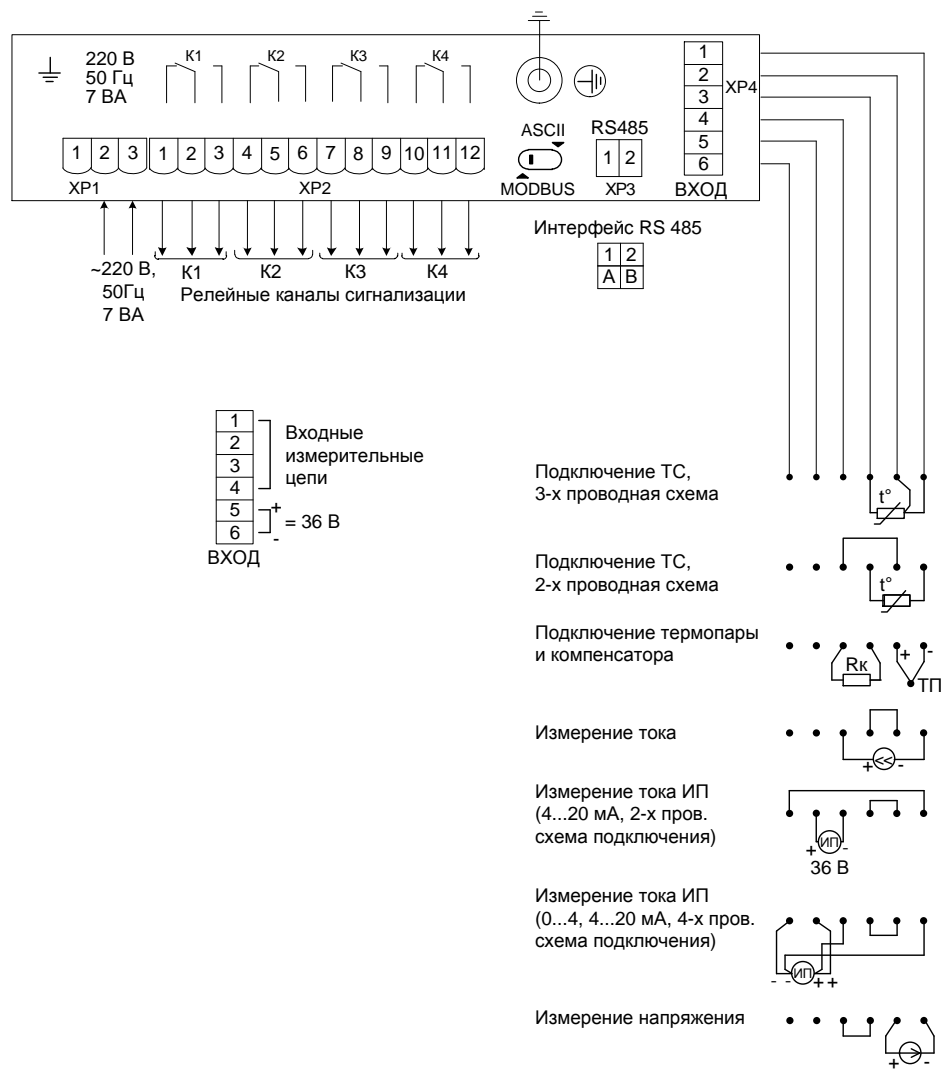 220 В
50 Гц
7 ВА
К1
К2
К3
К4
ASCII
MODBUS
RS485
1 2
XP3
1
2
3
4
5
6
XP4
ВХОД
1 2 3
XP1
1 2 3 4 5 6 7 8 9 10 11 12
XP2
~220 В,
50Гц
7 ВА
К1
К2
К3
К4
Релейные каналы сигнализации
Интерфейс RS 485
1 2
A B
1
2
3
4
5
6
ВХОД
Входные
измерительные
цепи
+
= 36 В
-
Подключение ТС,
3-х проводная схема
t°
Подключение ТС,
2-х проводная схема
t°
Подключение термопары
и компенсатора
Rк
+ -
ТП
Измерение тока
+ << -
Измерение тока ИП
(4...20 мА, 2-х пров.
схема подключения)
+ ИП -
36 В
Измерение тока ИП
(0...4, 4...20 мА, 4-х пров.
схема подключения)
- - ИП + +
Измерение напряжения
+ > -